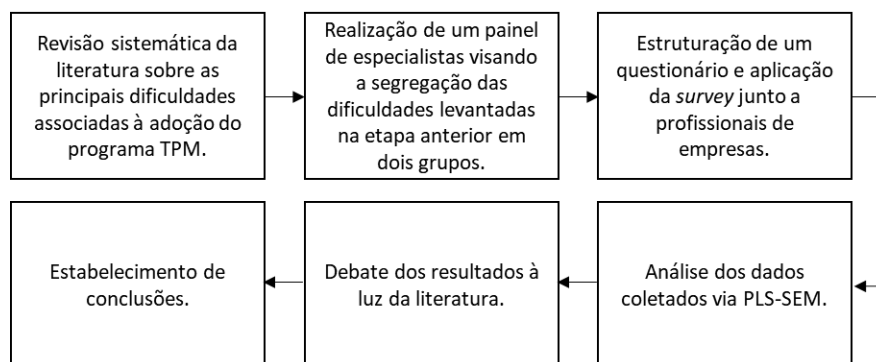 Revisão sistemática da
literatura sobre as
principais dificuldades
associadas à adoção do
programa TPM.
Realização de um painel
de especialistas visando
a segregação das
dificuldades levantadas
na etapa anterior em
dois grupos.
Estruturação de um
questionário e aplicação
da survey junto a
profissionais de
empresas.
Análise dos dados
coletados via PLS-SEM.
Debate dos resultados à
luz da literatura.
Estabelecimento de
conclusões.